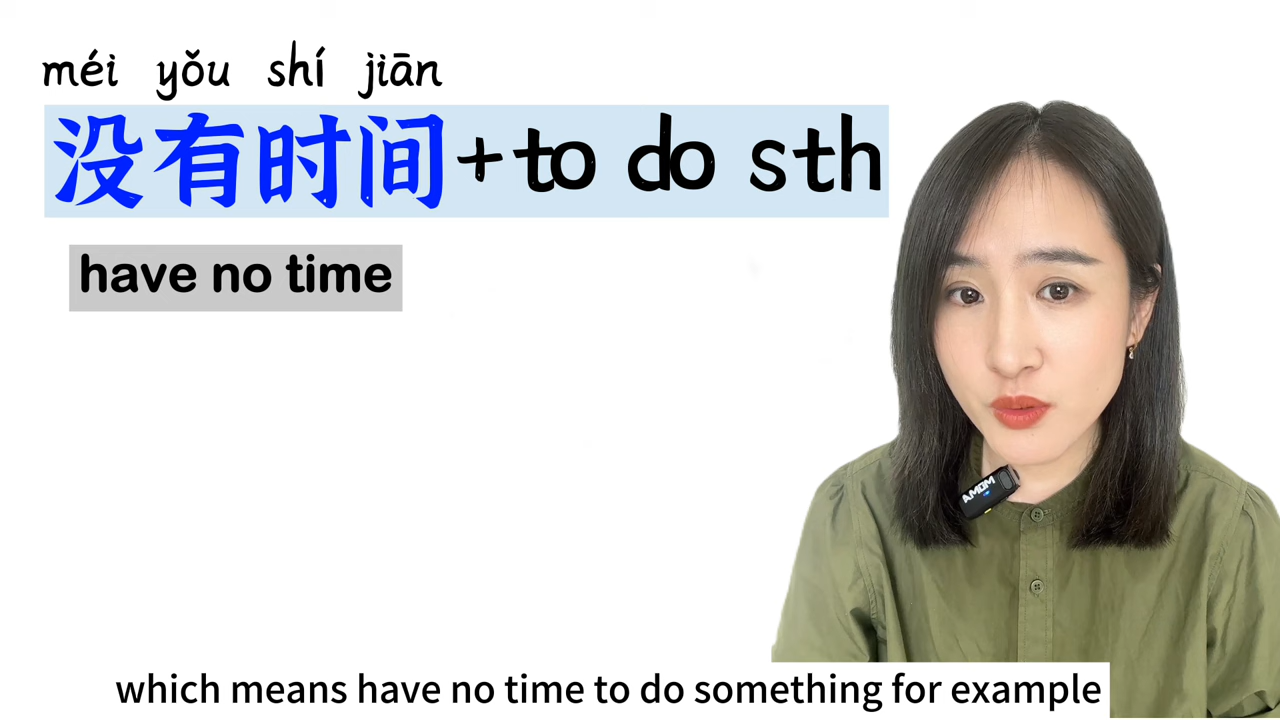 méi yǒu shí jiān
没有时间+to do sth
have no time
AMOM
which means have no time to do something for example